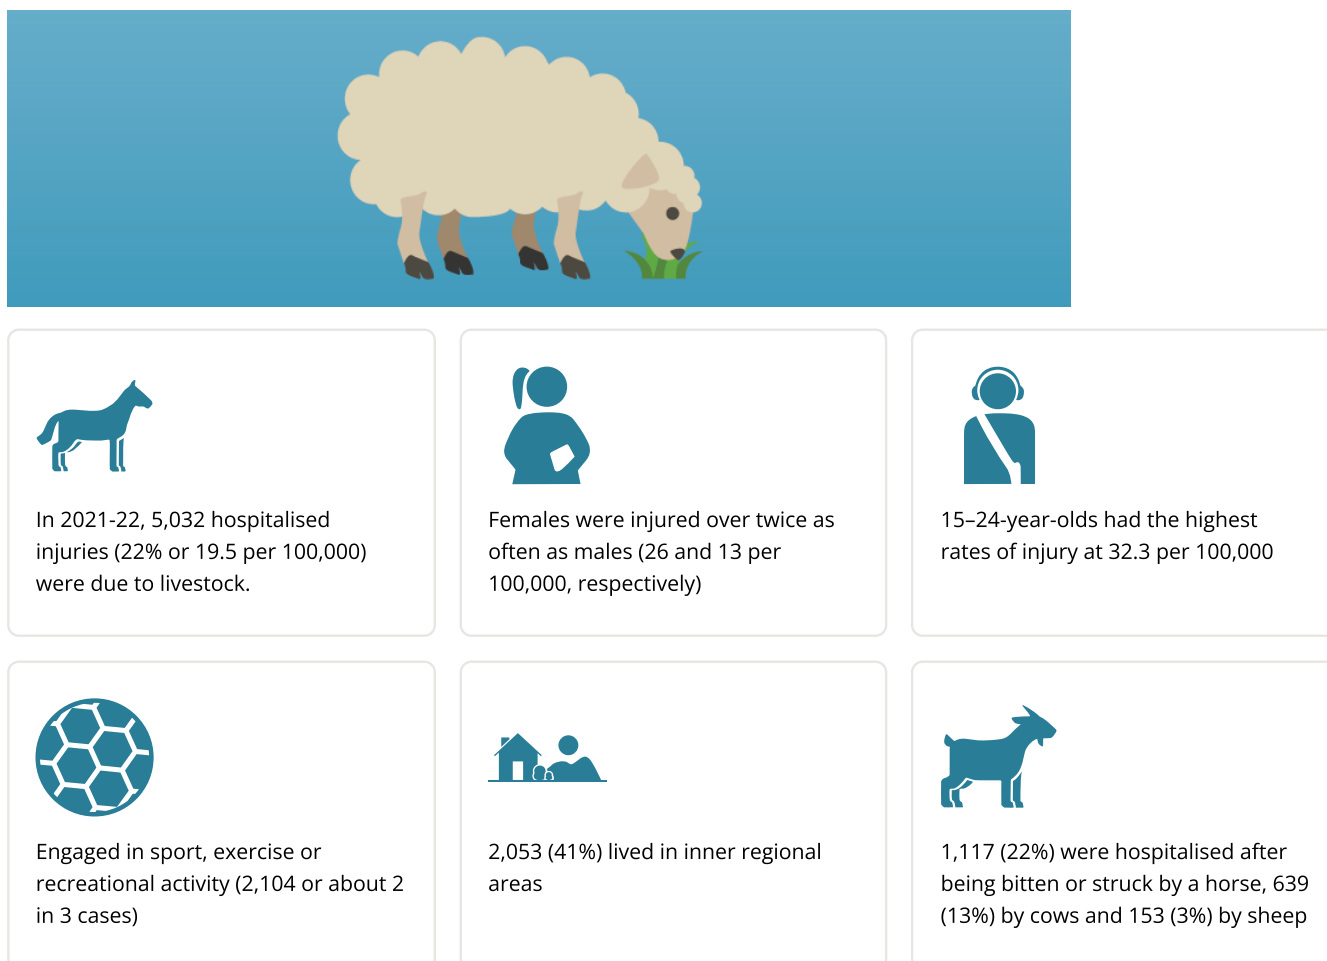 In 2021-22, 5,032 hospitalised
injuries (22% or 19.5 per 100,000)
were due to livestock.
Females were injured over twice as
often as males (26 and 13 per
100,000, respectively)
15–24-year-olds had the highest
rates of injury at 32.3 per 100,000
Engaged in sport, exercise or
recreational activity (2,104 or about 2
in 3 cases)
2,053 (41%) lived in inner regional
areas
1,117 (22%) were hospitalised after
being bitten or struck by a horse, 639
(13%) by cows and 153 (3%) by sheep